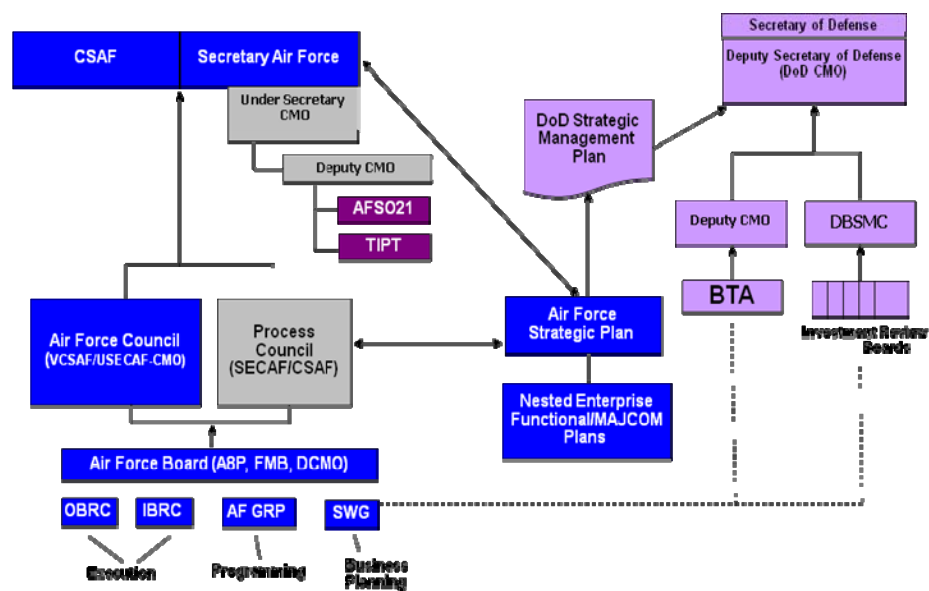 CSAF
Secretary Air Force
Under Secretary
CMO
Deputy CMO
AFSO21
TIPT
Secretary of Defense
Deputy Secretary of Defense
(DoD CMO)
DoD Strategic
Management
Plan
Deputy CMO
DBSMC
BTA
Investment Review
Boards
Air Force Council
(VCSAF/USECAF-CMO)
Process
Council
(SECAF/CSAF)
Air Force
Strategic Plan
Nested Enterprise
Functional/MAJCOM
Plans
Air Force Board (A8P, FMB, DCMO)
OBRC
IBRC
AF GRP
SWG
Execution
Programming
Business
Planning